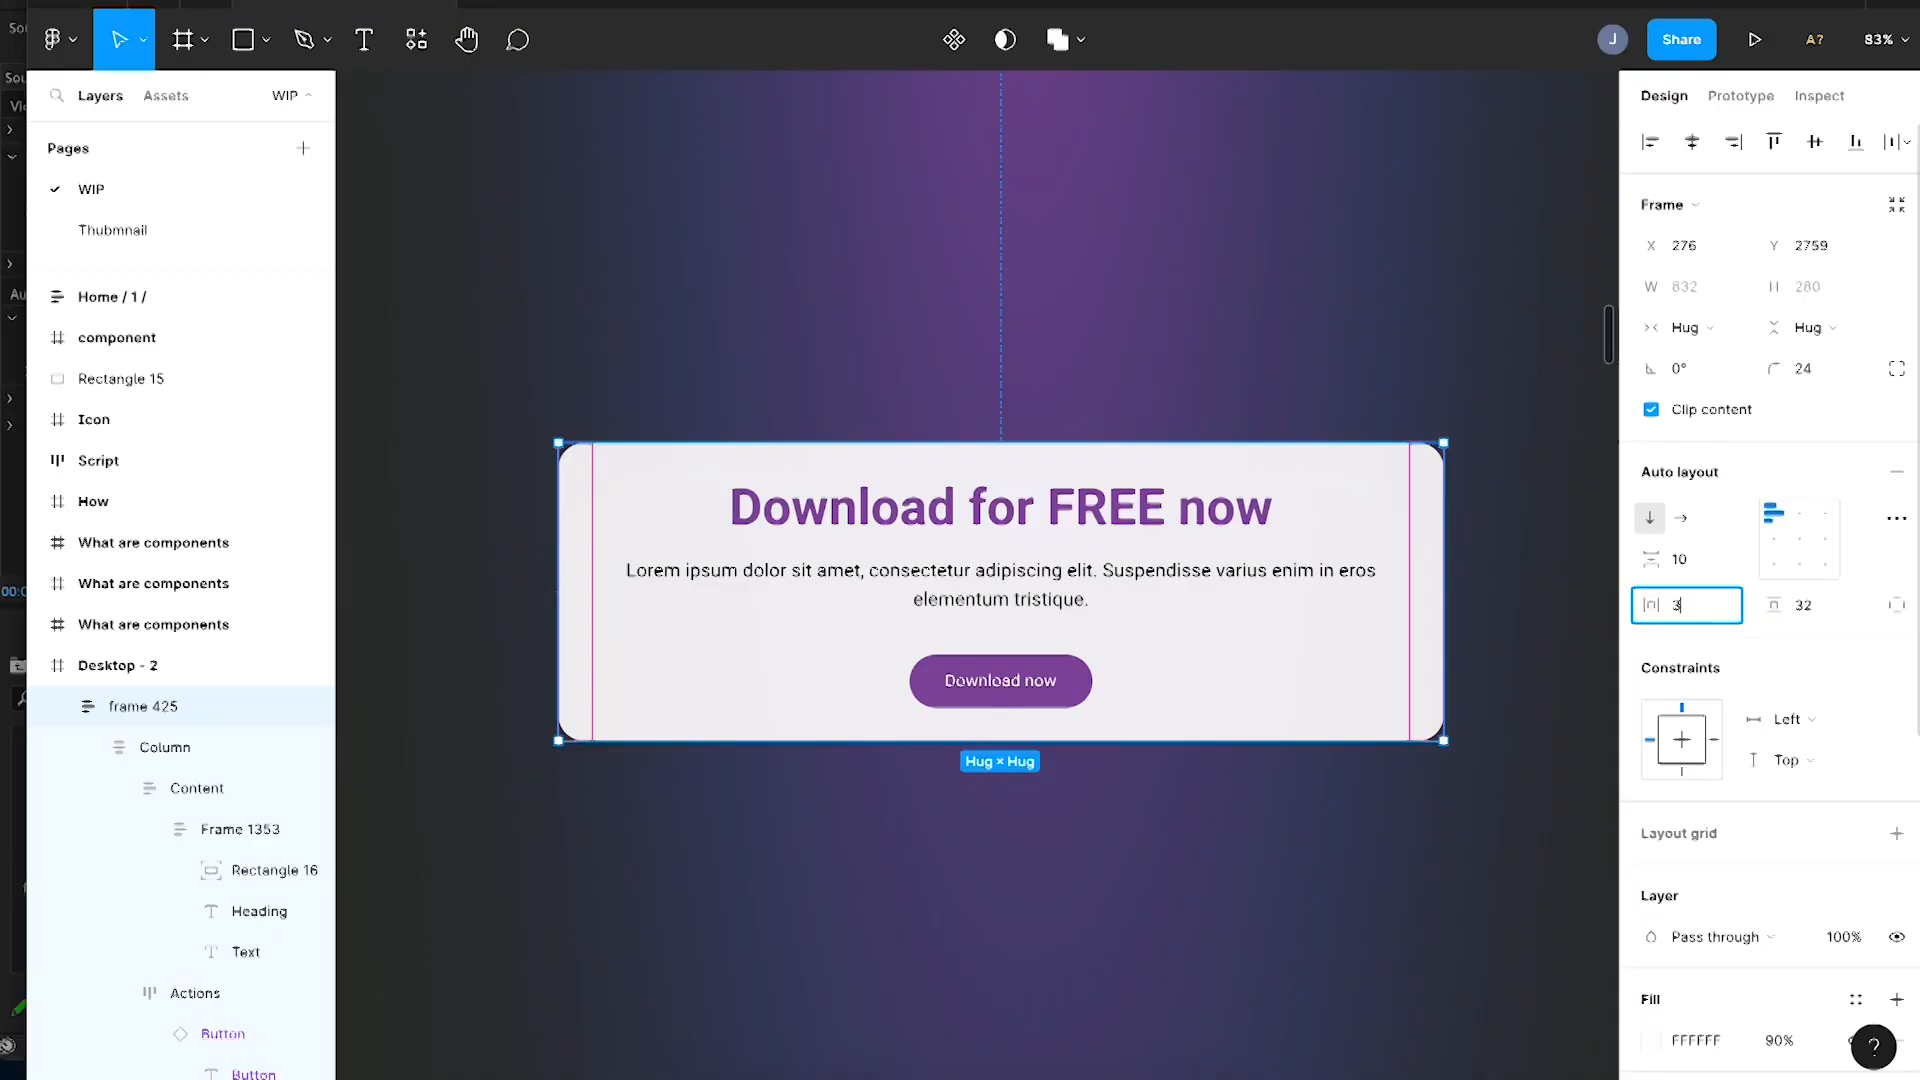 J
Share
A?
83%
Layers
Assets
WIP
Pages
WIP
Thubmnail
Home / 1 /
component
Rectangle 15
Icon
Script
How
What are components
What are components
What are components
Desktop - 2
frame 425
Column
Content
Frame 1353
Rectangle 16
Heading
Text
Actions
Button
Button
Download for FREE now
Lorem ipsum dolor sit amet, consectetur adipiscing elit. Suspendisse varius enim in eros
elementum tristique.
Download now
Hug × Hug
Design
Prototype
Inspect
Frame
X 276
Y 2759
W 832
H 280
Hug
Hug
0°
24
Clip content
Auto layout
10
3
32
Constraints
Left
Top
Layout grid
Layer
Pass through
100%
Fill
FFFFFF
90%
?